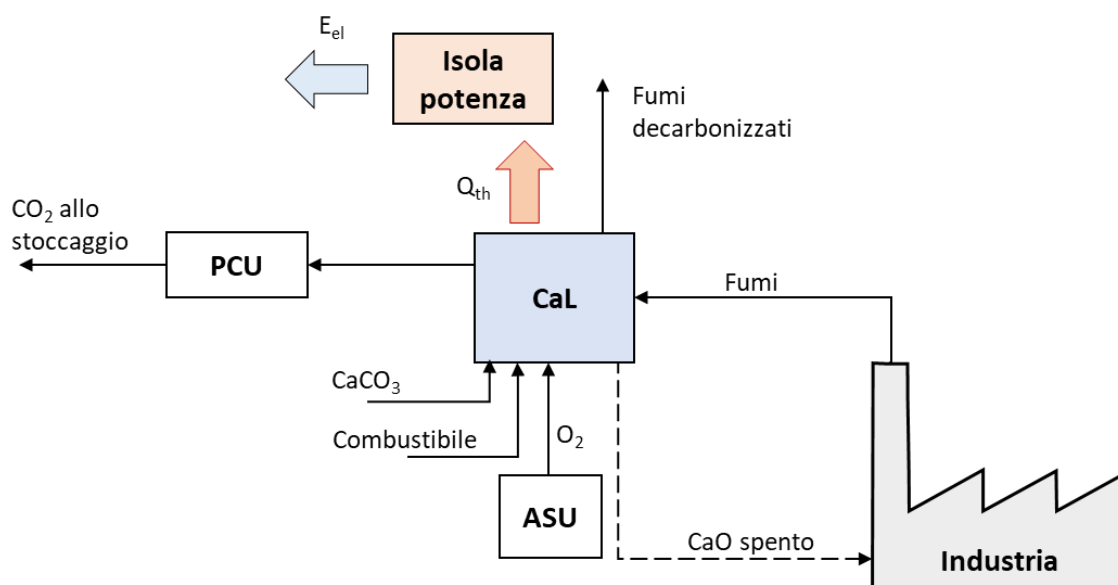 E_el
Isola
potenza
Fumi
decarbonizzati
Q_th
CO₂ allo
stoccaggio
PCU
CaL
Fumi
CaCO₃
Combustibile
O₂
ASU
CaO spento
Industria